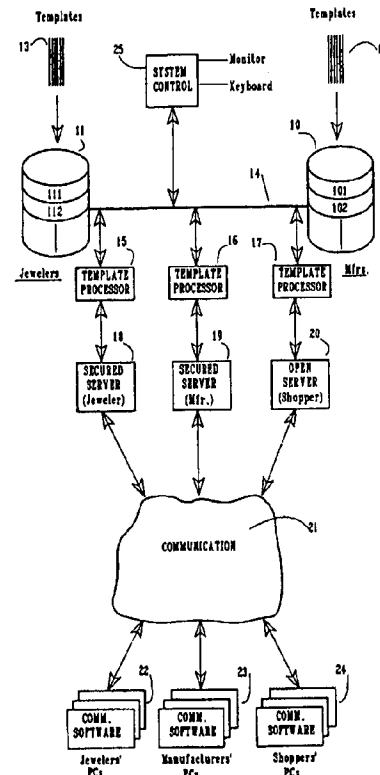 Templates
Templates
13
25
SYSTEM
CONTROL
Monitor
Keyboard
11
10
111
112
101
102
14
Jewelers
Mfrs.
15
16
17
TEMPLATE
PROCESSOR
TEMPLATE
PROCESSOR
TEMPLATE
PROCESSOR
18
19
20
SECURED
SERVER
(Jeweler)
SECURED
SERVER
(Mfr.)
OPEN
SERVER
(Shopper)
COMMUNICATION
21
22
23
24
COMM.
SOFTWARE
COMM.
SOFTWARE
COMM.
SOFTWARE
Jewelers'
PCs
Manufacturers'
PCs
Shoppers'
PCs